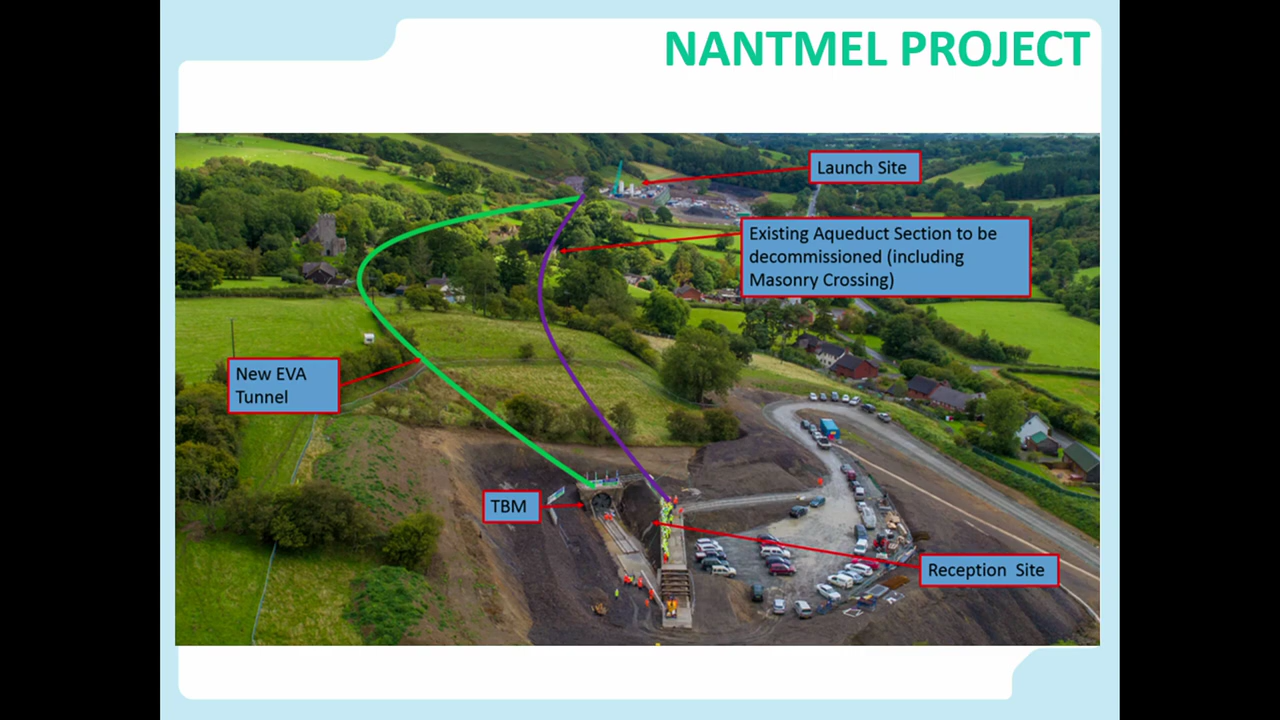 NANTMEL PROJECT
Launch Site
Existing Aqueduct Section to be
decommissioned (including
Masonry Crossing)
New EVA
Tunnel
TBM
Reception Site